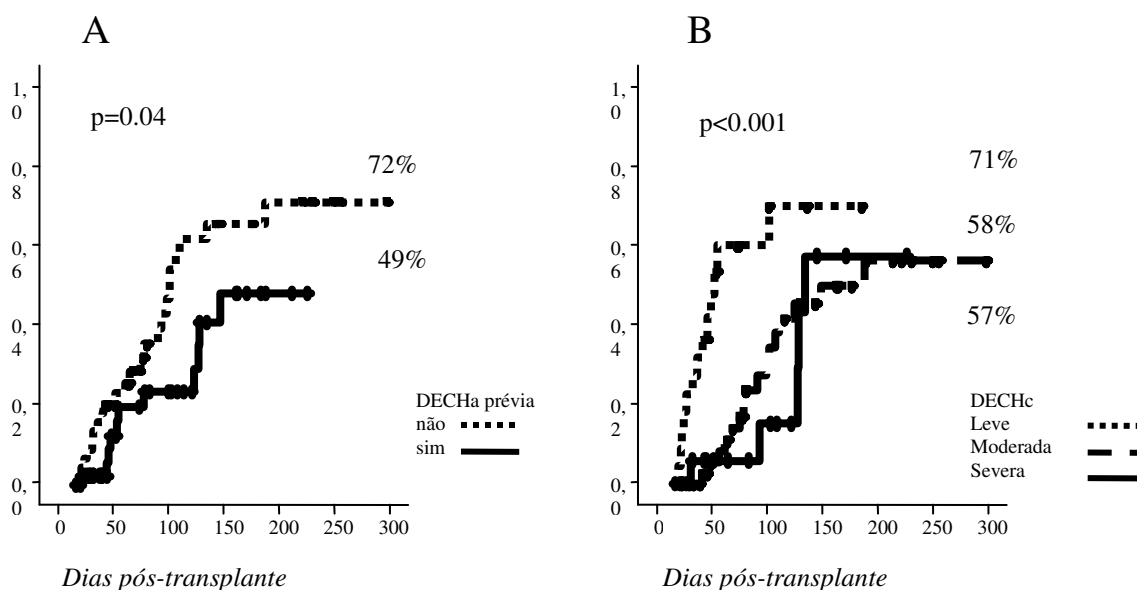 A
1,
0
0,
8
0,
6
0,
4
0,
2
0,
0
p=0.04
72%
49%
DECHa prévia
não
sim
0 50 100 150 200 250 300
Dias pós-transplante
B
1,
0
0,
8
0,
6
0,
4
0,
2
0,
0
p<0.001
71%
58%
57%
DECHc
Leve
Moderada
Severa
0 50 100 150 200 250 300
Dias pós-transplante